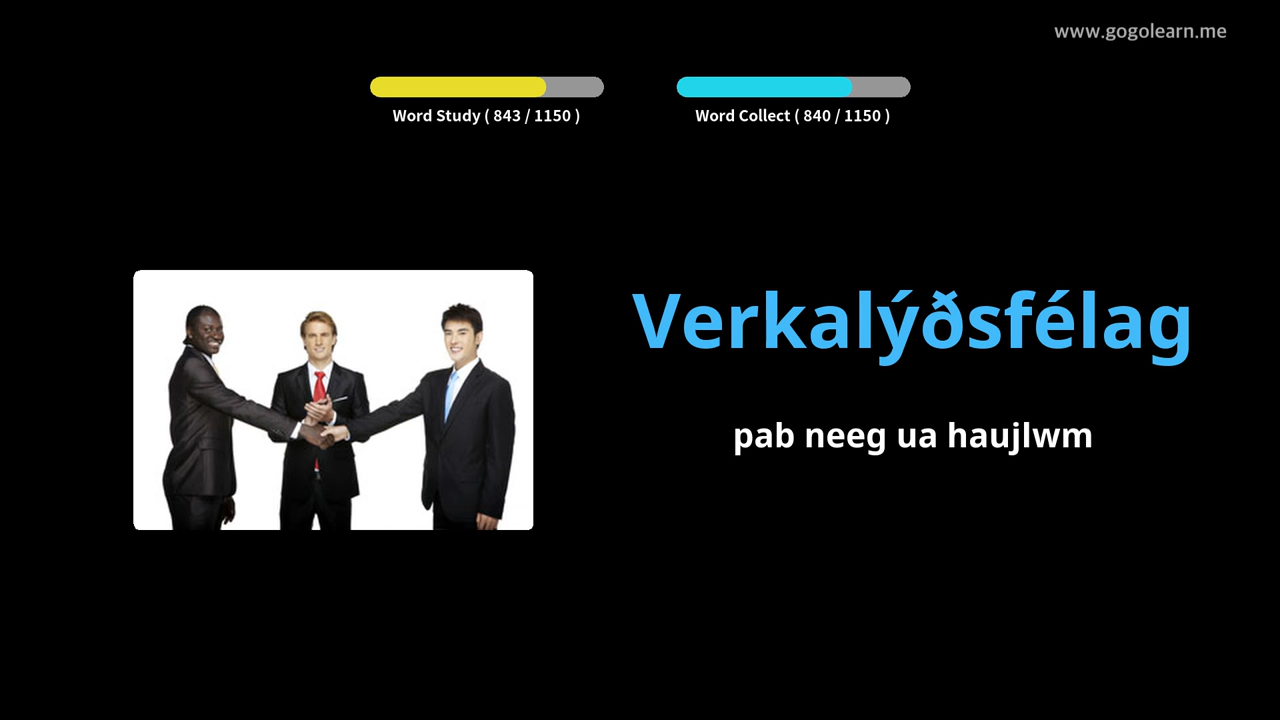 www.gogolearn.me
Word Study ( 843 / 1150 )
Word Collect ( 840 / 1150 )
Verkalýðsfélag
pab neeg ua haujlwm